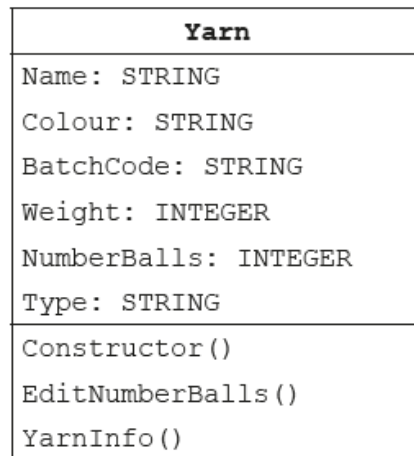 Yarn
Name: STRING
Colour: STRING
BatchCode: STRING
Weight: INTEGER
NumberBalls: INTEGER
Type: STRING
Constructor()
EditNumberBalls()
YarnInfo()